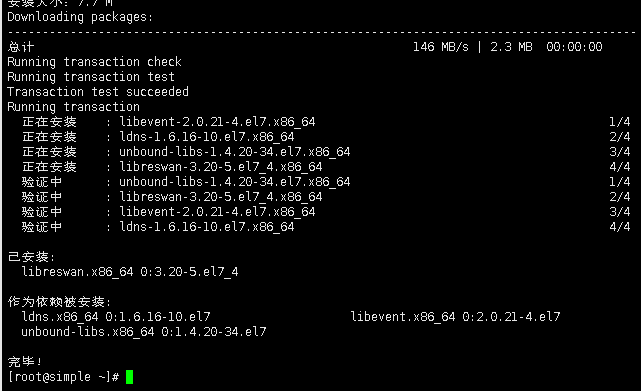 安装大小：7.7 M
Downloading packages:
--------------------------------------------------------------------------------
总计 146 MB/s | 2.3 MB 00:00:00
Running transaction check
Running transaction test
Transaction test succeeded
Running transaction
正在安装 : libevent-2.0.21-4.el7.x86_64 1/4
正在安装 : ldns-1.6.16-10.el7.x86_64 2/4
正在安装 : unbound-libs-1.4.20-34.el7.x86_64 3/4
正在安装 : libreswan-3.20-5.el7_4.x86_64 4/4
验证中 : unbound-libs-1.4.20-34.el7.x86_64 1/4
验证中 : libreswan-3.20-5.el7_4.x86_64 2/4
验证中 : libevent-2.0.21-4.el7.x86_64 3/4
验证中 : ldns-1.6.16-10.el7.x86_64 4/4
已安装:
libreswan.x86_64 0:3.20-5.el7_4
作为依赖被安装:
ldns.x86_64 0:1.6.16-10.el7 libevent.x86_64 0:2.0.21-4.el7
unbound-libs.x86_64 0:1.4.20-34.el7
完毕！
[root@simple ~]#